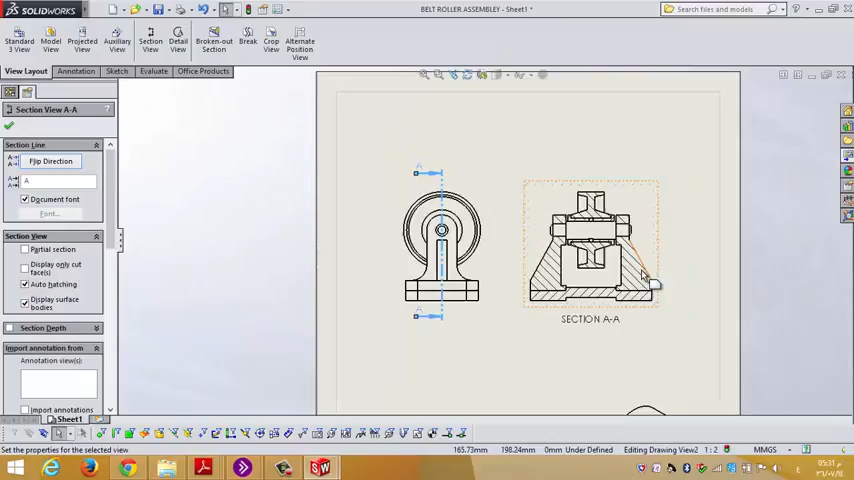 SOLIDWORKS
BELT ROLLER ASSEMBLEY - Sheet1 *
Search files and models
Standard 3 View
Model View
Projected View
Auxiliary View
Section View
Detail View
Broken-out Section
Break
Crop View
Alternate Position View
View Layout
Annotation
Sketch
Evaluate
Office Products
Section View A-A
?
Section Line
Flip Direction
A
Document font
Font...
Section View
Partial section
Display only cut face(s)
Auto hatching
Display surface bodies
Section Depth
Import annotations from
Annotation view(s):
Import annotations
A
A
SECTION A-A
Sheet1
Set the properties for the selected view
165.73mm
198.24mm
0mm
Under Defined
Editing Drawing View2
1 : 2
MMGS
05:31 م